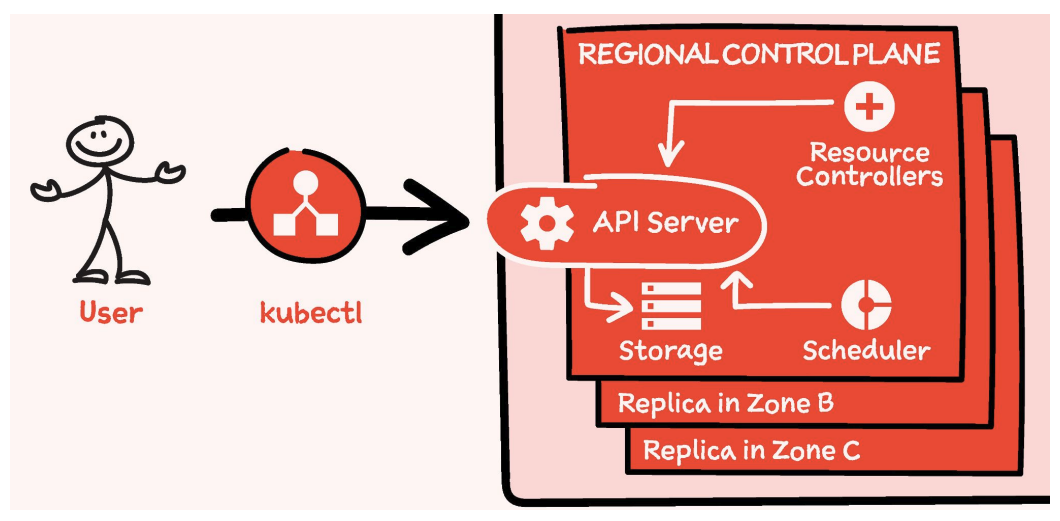 REGIONAL CONTROL PLANE
Resource
Controllers
API Server
User
kubectl
Storage
Scheduler
Replica in Zone B
Replica in Zone C